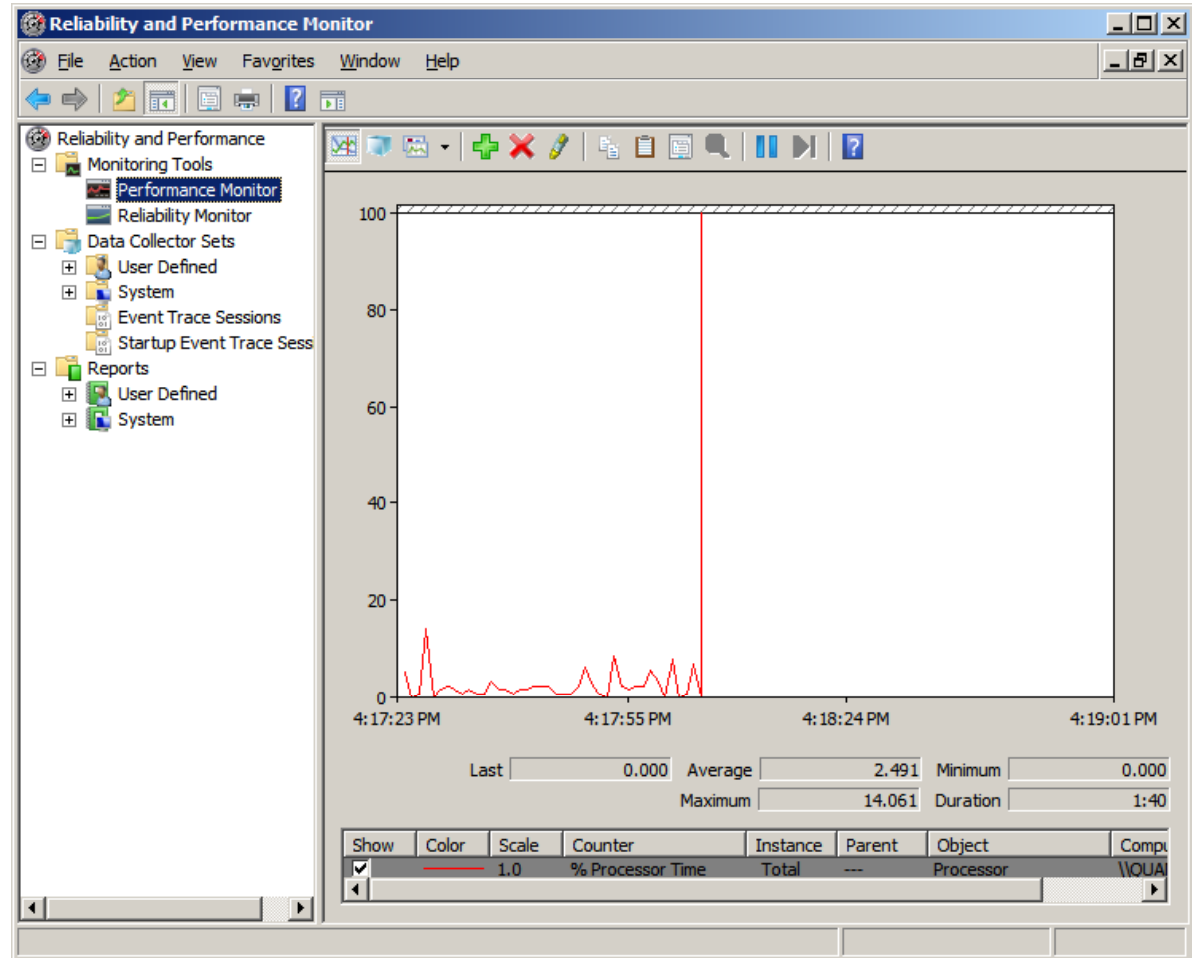 Reliability and Performance Monitor
File Action View Favorites Window Help
Reliability and Performance
Monitoring Tools
Performance Monitor
Reliability Monitor
Data Collector Sets
User Defined
System
Event Trace Sessions
Startup Event Trace Sess
Reports
User Defined
System
100
80
60
40
20
0
4:17:23 PM 4:17:55 PM 4:18:24 PM 4:19:01 PM
Last 0.000 Average 2.491 Minimum 0.000
Maximum 14.061 Duration 1:40
Show Color Scale Counter Instance Parent Object Compu
1.0 % Processor Time Total --- Processor \\QUA